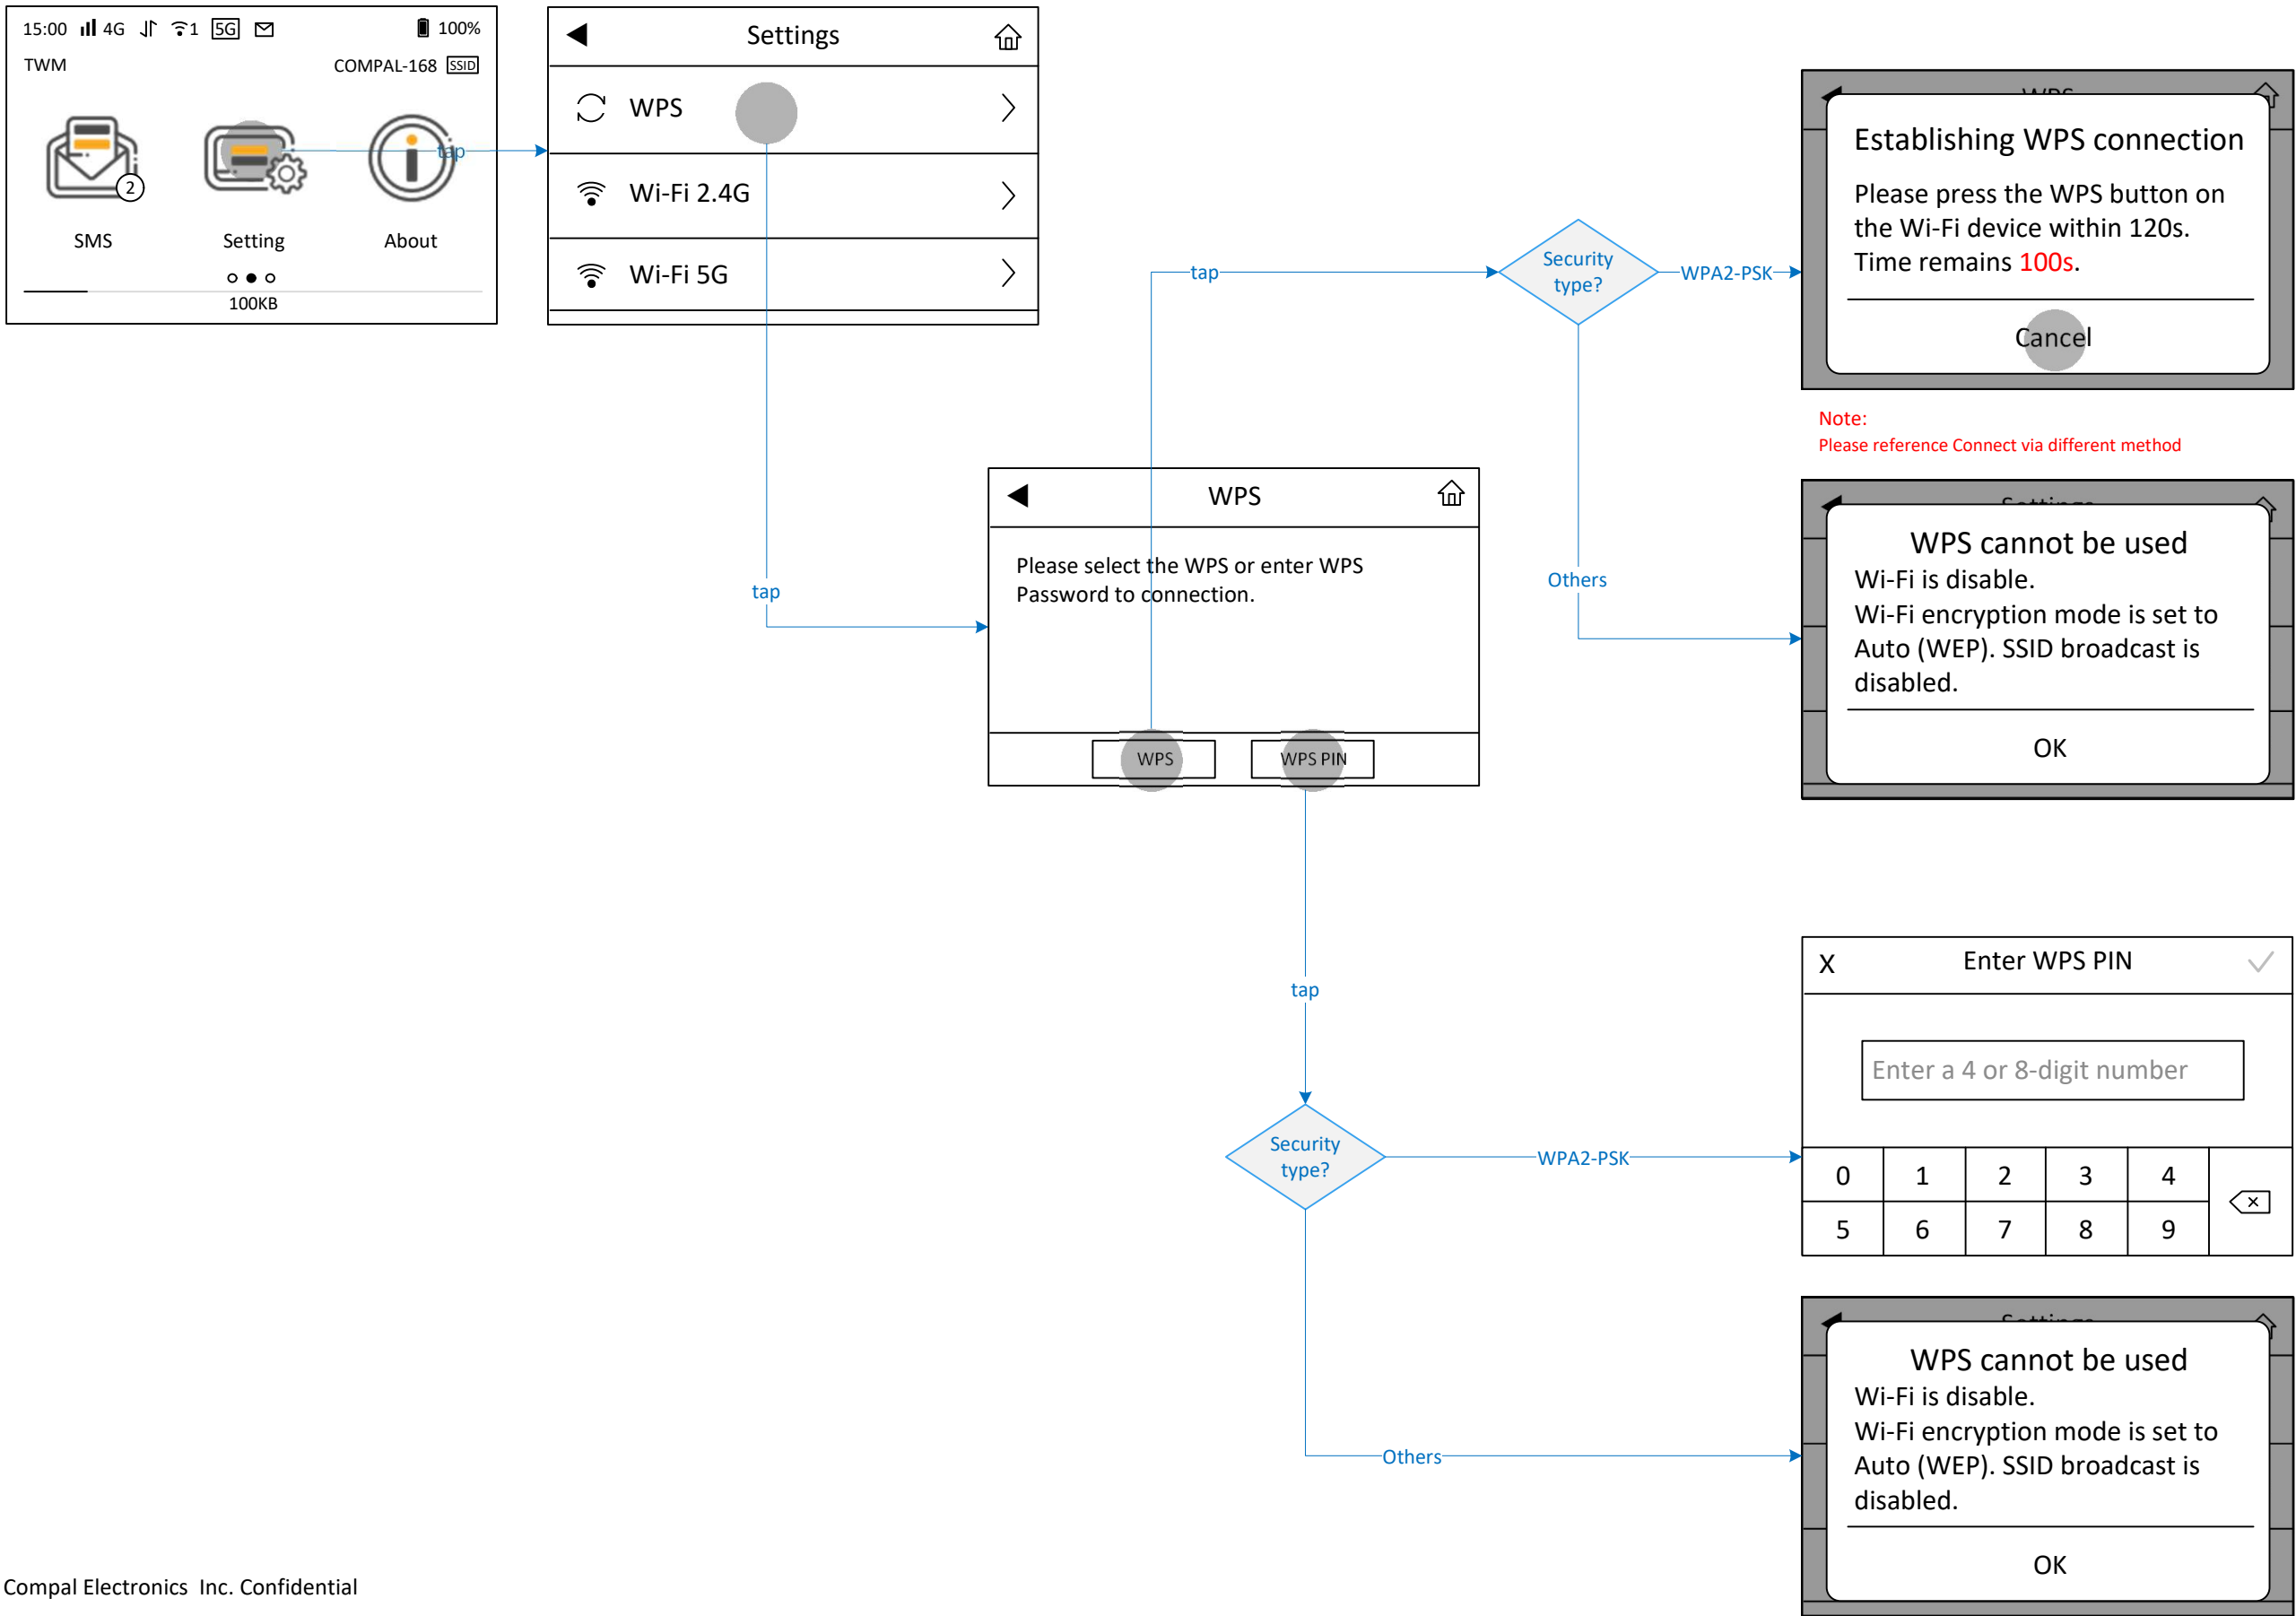 15:00 4G 1 5G 100%
TWM COMPAL-168 SSID
2
SMS Setting About
100KB
tap
Settings
WPS
Wi-Fi 2.4G
Wi-Fi 5G
tap
WPS
Please select the WPS or enter WPS
Password to connection.
WPS WPS PIN
tap
Security
type?
WPA2-PSK
Others
WPS
Establishing WPS connection
Please press the WPS button on
the Wi-Fi device within 120s.
Time remains 100s.
Cancel
Note:
Please reference Connect via different method
Settings
WPS cannot be used
Wi-Fi is disable.
Wi-Fi encryption mode is set to
Auto (WEP). SSID broadcast is
disabled.
OK
tap
Security
type?
WPA2-PSK
Others
X Enter WPS PIN
Enter a 4 or 8-digit number
0 1 2 3 4
5 6 7 8 9
Settings
WPS cannot be used
Wi-Fi is disable.
Wi-Fi encryption mode is set to
Auto (WEP). SSID broadcast is
disabled.
OK
Compal Electronics Inc. Confidential